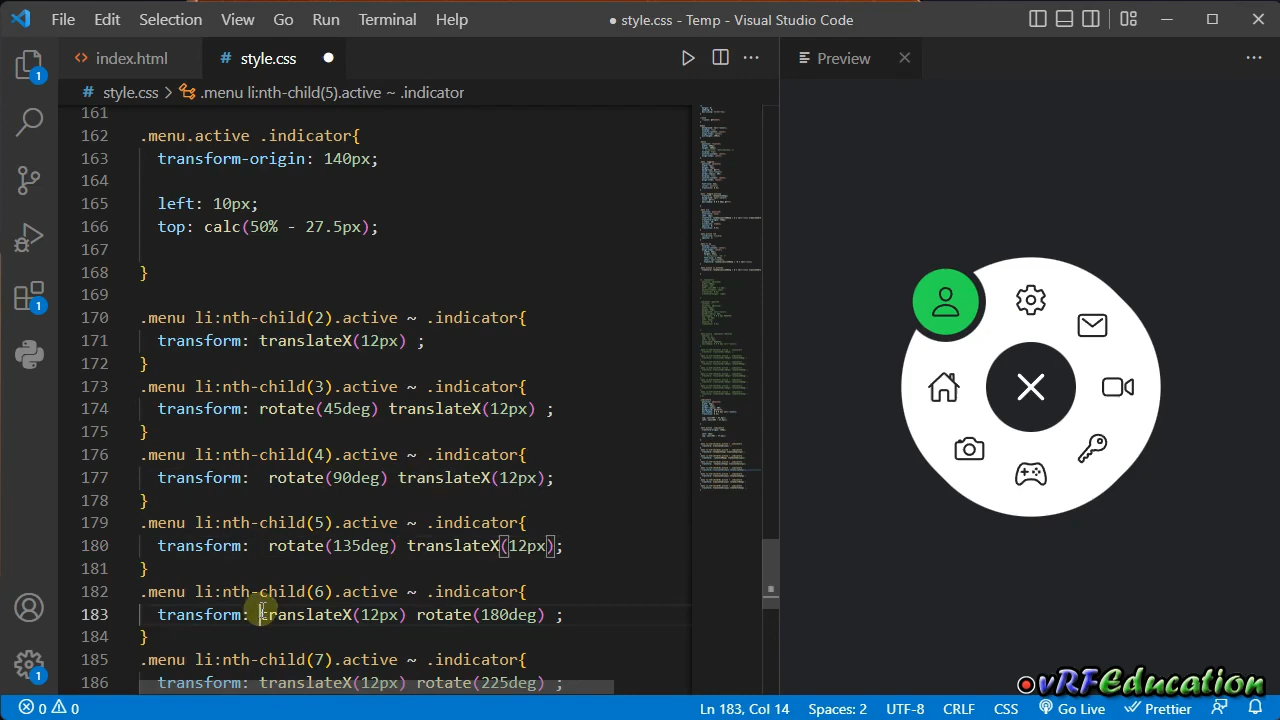 File Edit Selection View Go Run Terminal Help ● style.css - Temp - Visual Studio Code
<> index.html # style.css ● Preview
# style.css > .menu li:nth-child(5).active ~ .indicator
161
162 .menu.active .indicator{
163 transform-origin: 140px;
164
165 left: 10px;
166 top: calc(50% - 27.5px);
167
168 }
169
170 .menu li:nth-child(2).active ~ .indicator{
171 transform: translateX(12px) ;
172 }
173 .menu li:nth-child(3).active ~ .indicator{
174 transform: rotate(45deg) translateX(12px) ;
175 }
176 .menu li:nth-child(4).active ~ .indicator{
177 transform:  rotate(90deg) translateX(12px);
178 }
179 .menu li:nth-child(5).active ~ .indicator{
180 transform:  rotate(135deg) translateX(12px);
181 }
182 .menu li:nth-child(6).active ~ .indicator{
183 transform: translateX(12px) rotate(180deg) ;
184 }
185 .menu li:nth-child(7).active ~ .indicator{
186 transform: translateX(12px) rotate(225deg) ;
1
1
1
vRFEducation
0 0 Ln 183, Col 14 Spaces: 2 UTF-8 CRLF CSS Go Live Prettier